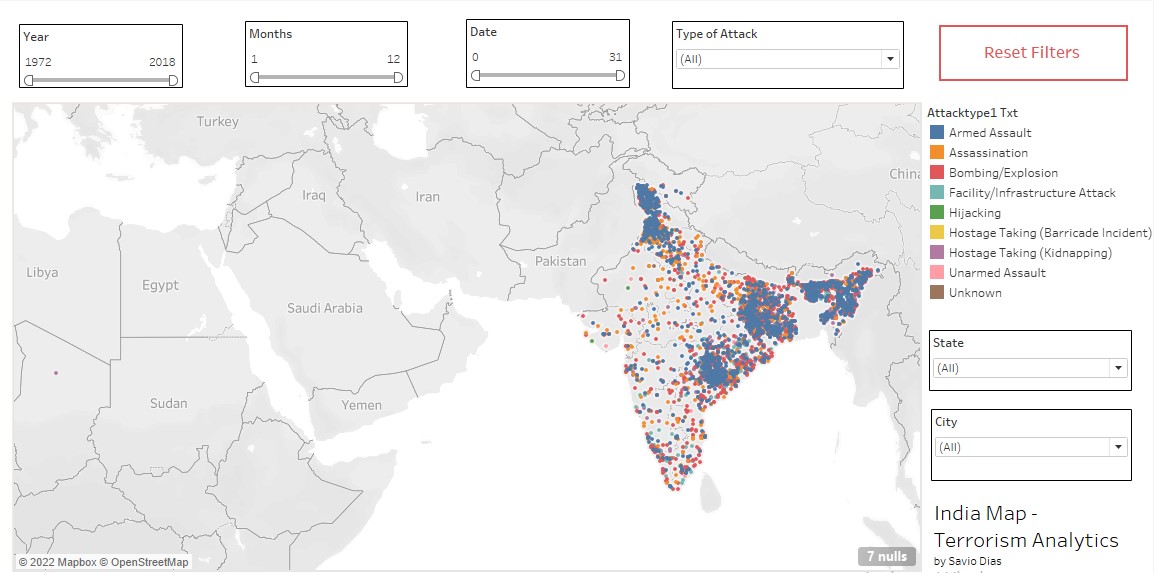 Year
1972 2018
Months
1 12
Date
0 31
Type of Attack
(All)
Reset Filters
Attacktype1 Txt
Armed Assault
Assassination
Bombing/Explosion
Facility/Infrastructure Attack
Hijacking
Hostage Taking (Barricade Incident)
Hostage Taking (Kidnapping)
Unarmed Assault
Unknown
State
(All)
City
(All)
India Map -
Terrorism Analytics
by Savio Dias
Turkey
Iraq
Iran
China
Pakistan
Libya
Egypt
Saudi Arabia
Sudan
Yemen
7 nulls
© 2022 Mapbox © OpenStreetMap